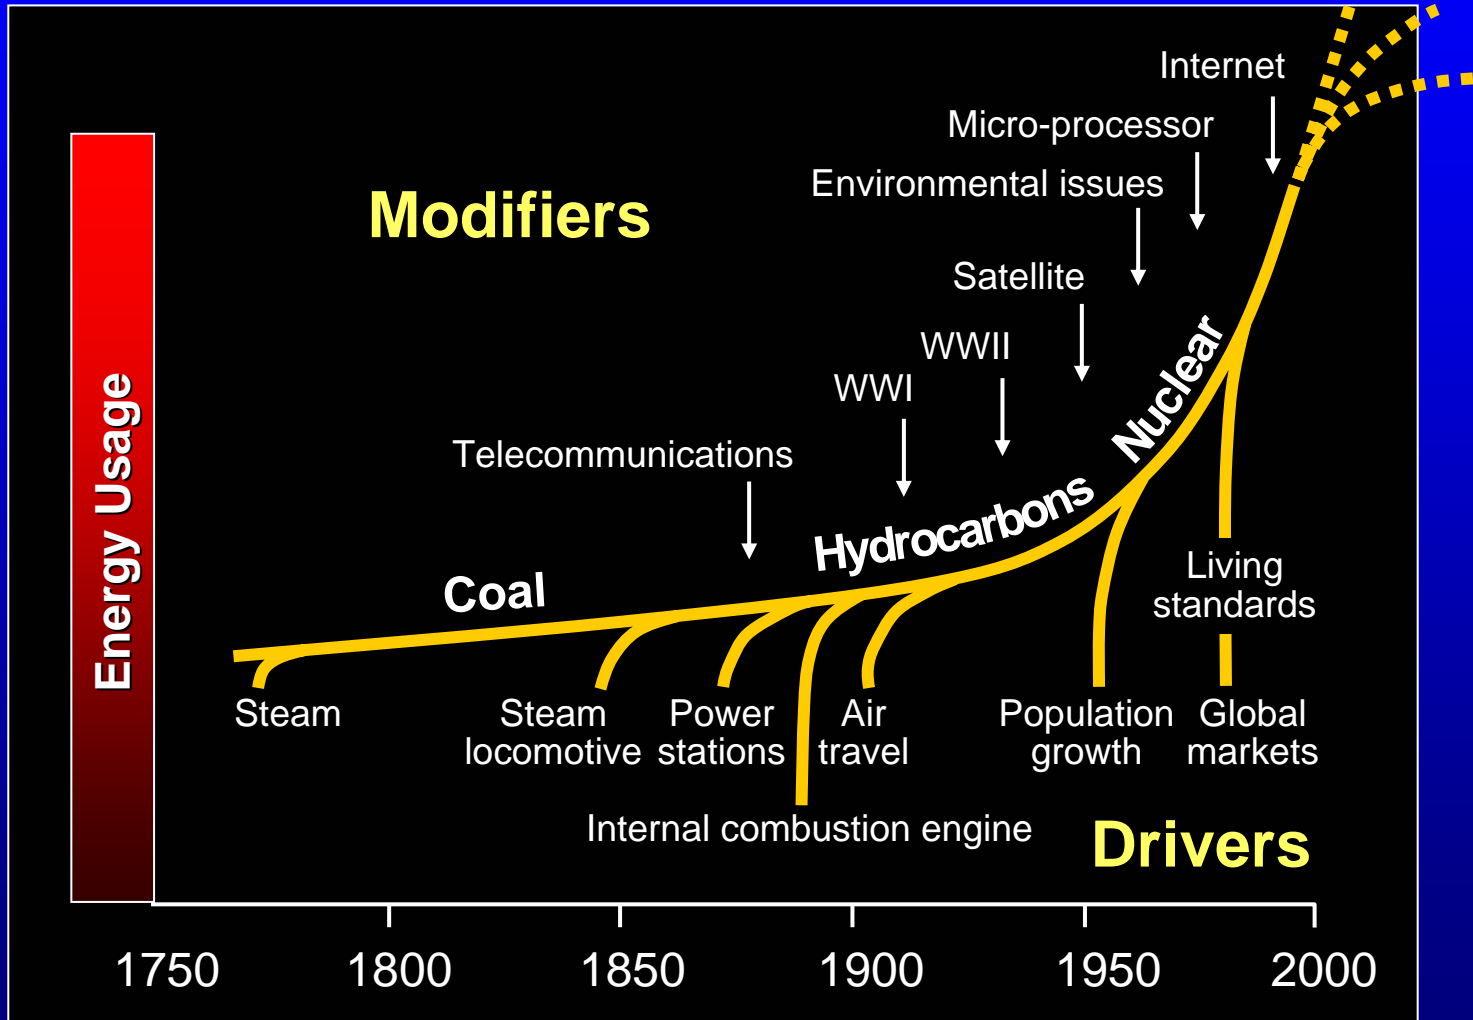 Internet
Micro-processor
Environmental issues
Modifiers
Satellite
WWII
WWI
Telecommunications
Energy Usage
Coal
Hydrocarbons
Nuclear
Living
standards
Steam
Steam
locomotive
Power
stations
Air
travel
Population
growth
Global
markets
Internal combustion engine
Drivers
1750 1800 1850 1900 1950 2000